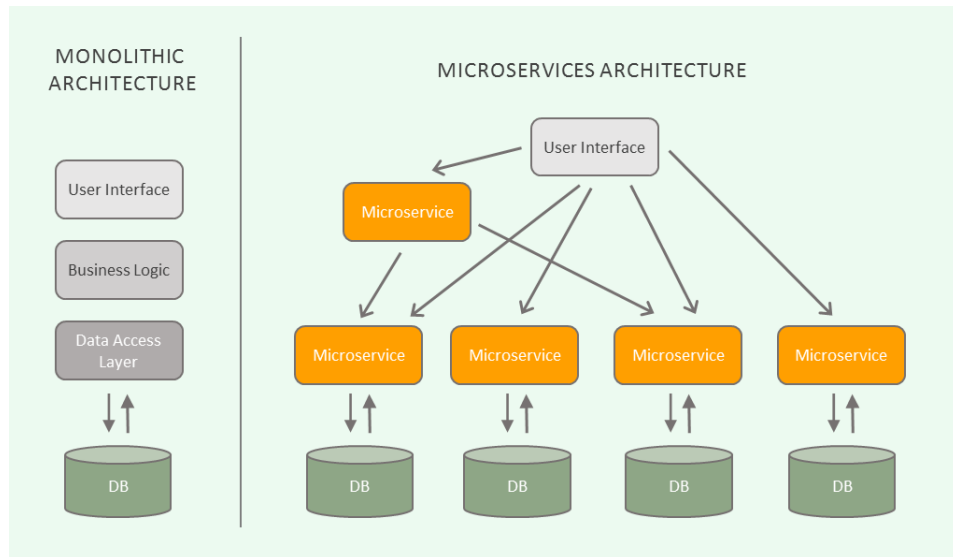 MONOLITHIC
ARCHITECTURE
User Interface
Business Logic
Data Access
Layer
DB
MICROSERVICES ARCHITECTURE
User Interface
Microservice
Microservice
Microservice
Microservice
Microservice
DB
DB
DB
DB